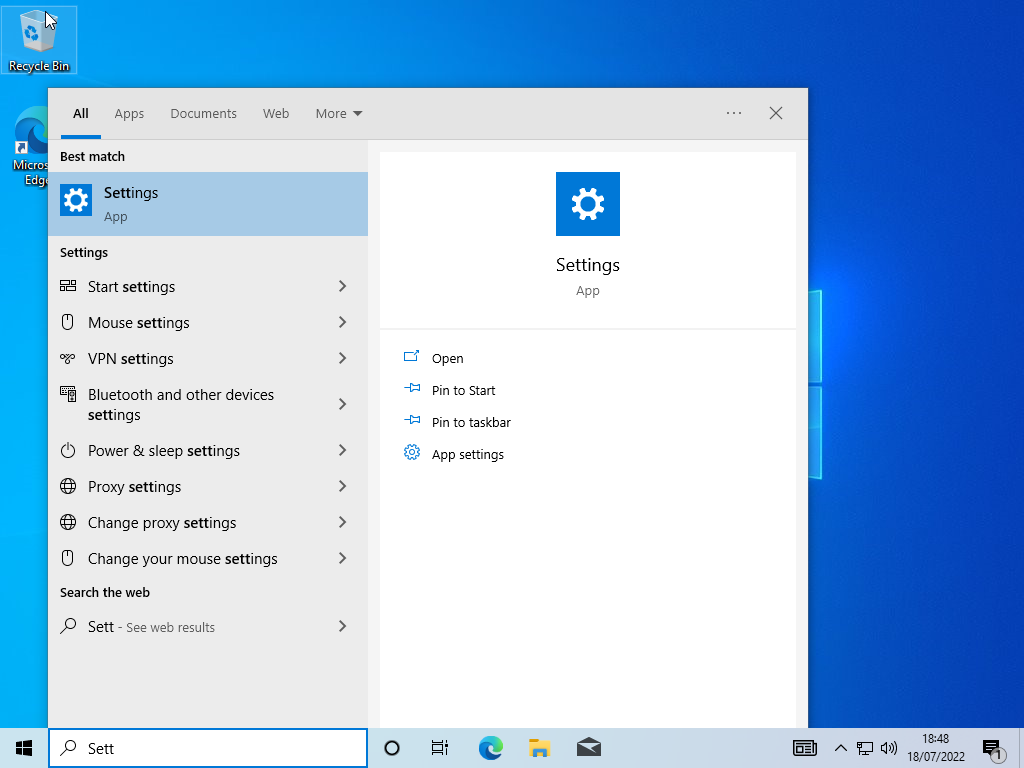 Recycle Bin
Micros
Edge
All
Apps
Documents
Web
More
Best match
Settings
App
Settings
Start settings
Mouse settings
VPN settings
Bluetooth and other devices
settings
Power & sleep settings
Proxy settings
Change proxy settings
Change your mouse settings
Search the web
Sett - See web results
Settings
App
Open
Pin to Start
Pin to taskbar
App settings
Sett
18:48
18/07/2022
1